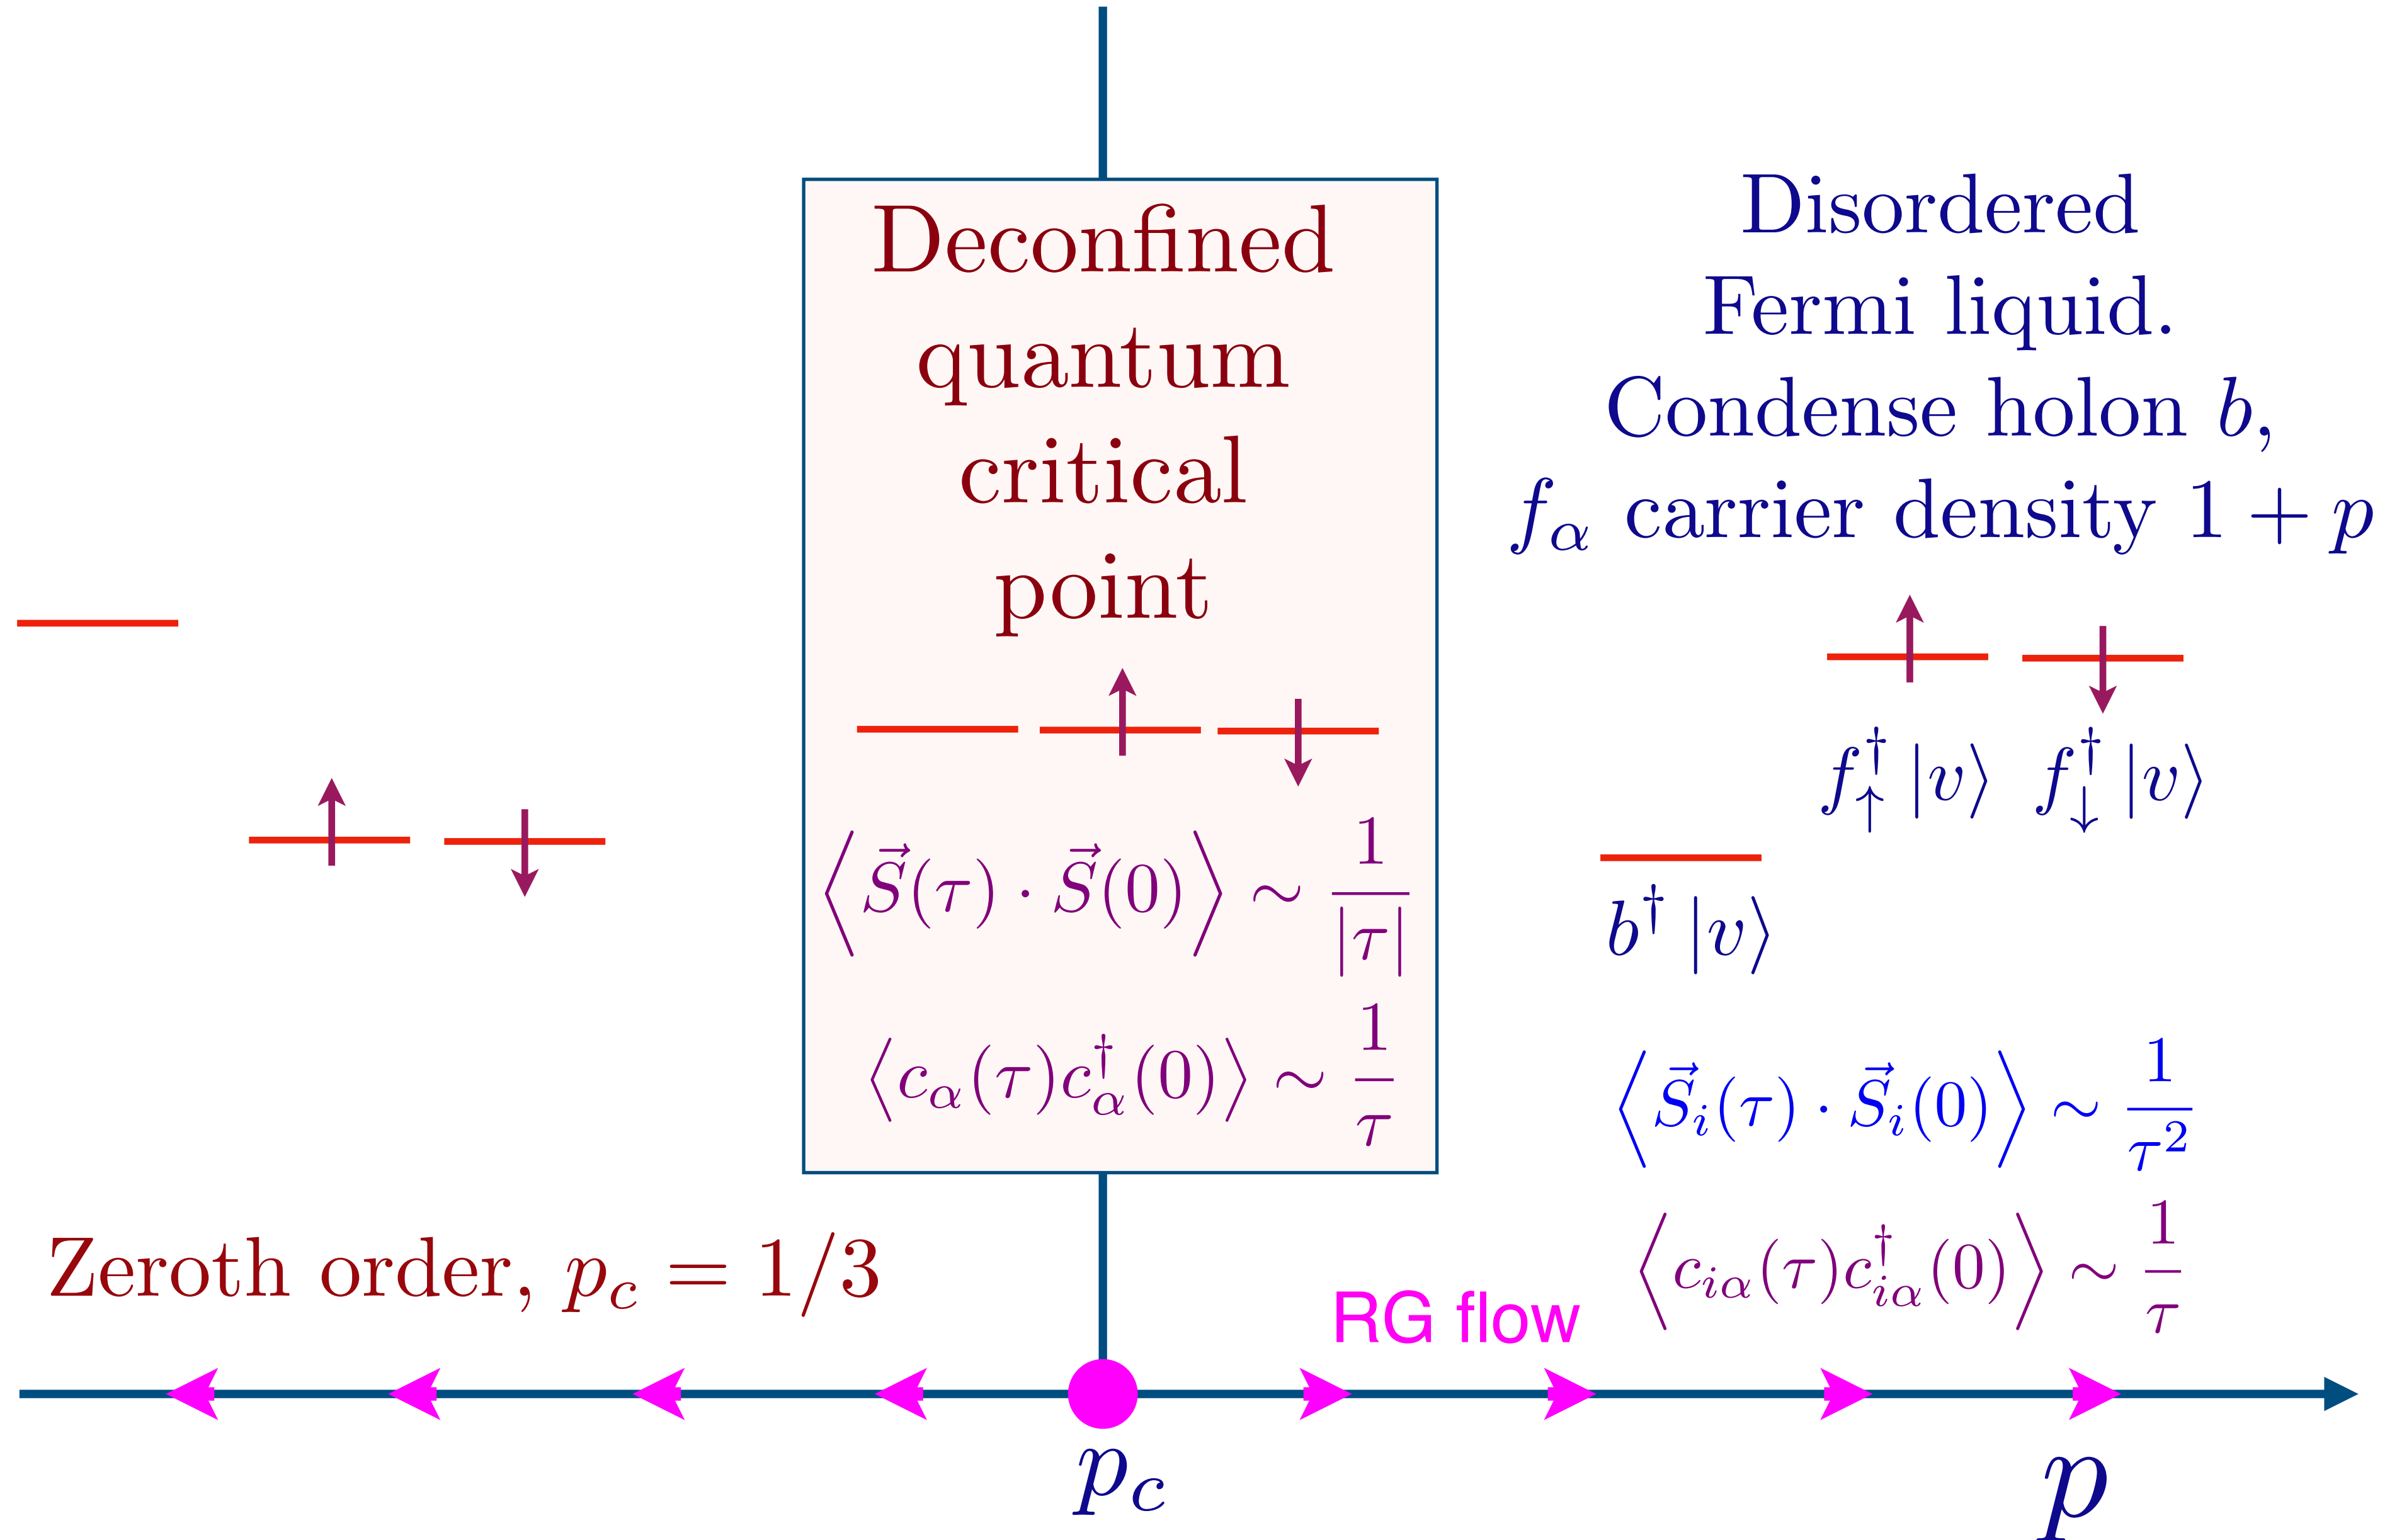 Deconfined
quantum
critical
point
⟨S⃗(τ) · S⃗(0)⟩ ∼ 1/|τ|
⟨c_α(τ)c_α^†(0)⟩ ∼ 1/τ
Disordered
Fermi liquid.
Condense holon b,
f_α carrier density 1 + p
f_↑^† |v⟩ f_↓^† |v⟩
b^† |v⟩
⟨S⃗_i(τ) · S⃗_i(0)⟩ ∼ 1/τ^2
⟨c_{iα}(τ)c_{iα}^†(0)⟩ ∼ 1/τ
Zeroth order, p_c = 1/3
RG flow
p_c
p